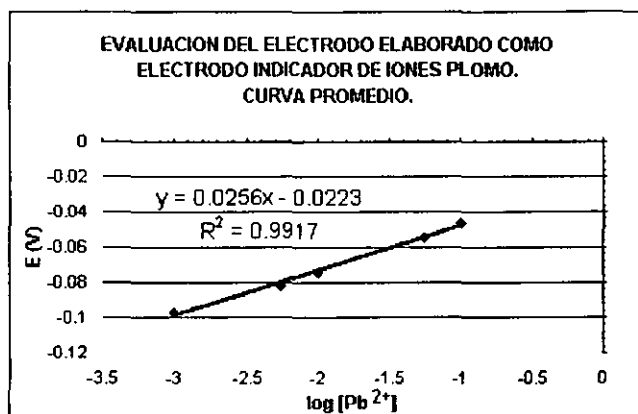 EVALUACION DEL ELECTRODO ELABORADO COMO
ELECTRODO INDICADOR DE IONES PLOMO.
CURVA PROMEDIO.
0
-0.02
-0.04
-0.06
-0.08
-0.1
-0.12
E (V)
y = 0.0256x - 0.0223
R² = 0.9917
-3.5 -3 -2.5 -2 -1.5 -1 -0.5 0
log [Pb²⁺]